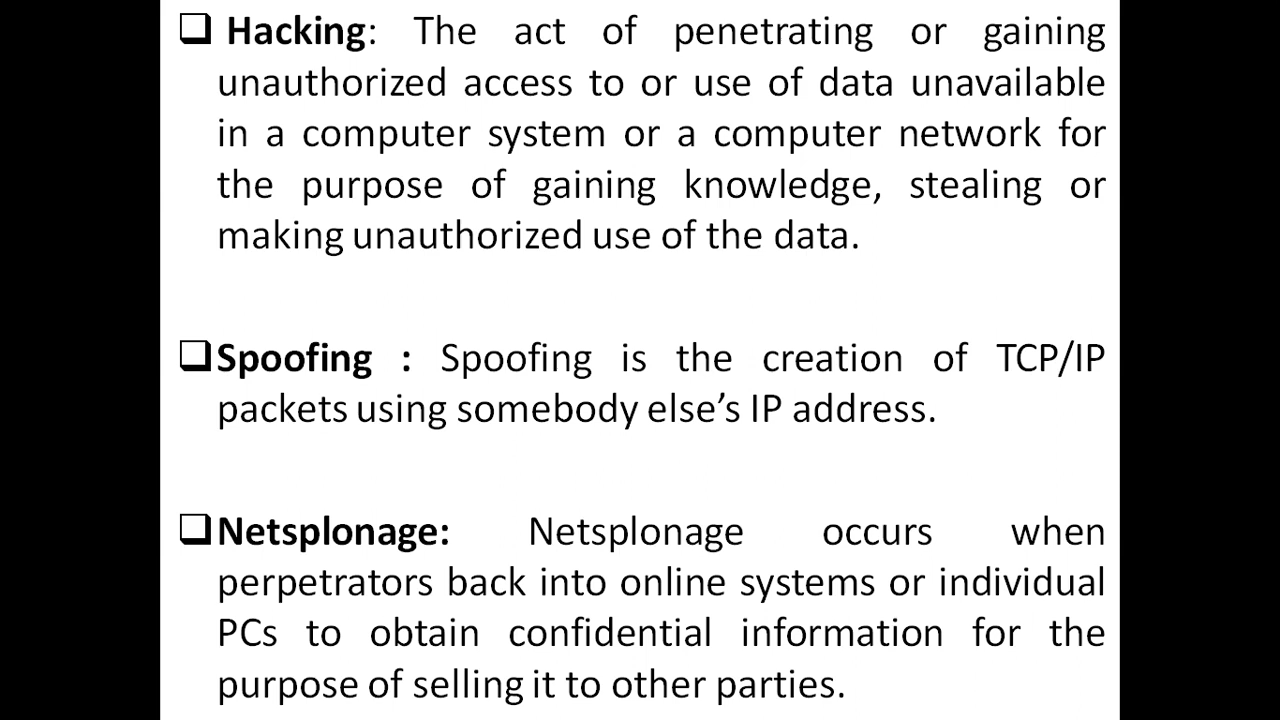 ❑ Hacking: The act of penetrating or gaining
unauthorized access to or use of data unavailable
in a computer system or a computer network for
the purpose of gaining knowledge, stealing or
making unauthorized use of the data.
❑Spoofing : Spoofing is the creation of TCP/IP
packets using somebody else’s IP address.
❑Netsplonage: Netsplonage occurs when
perpetrators back into online systems or individual
PCs to obtain confidential information for the
purpose of selling it to other parties.